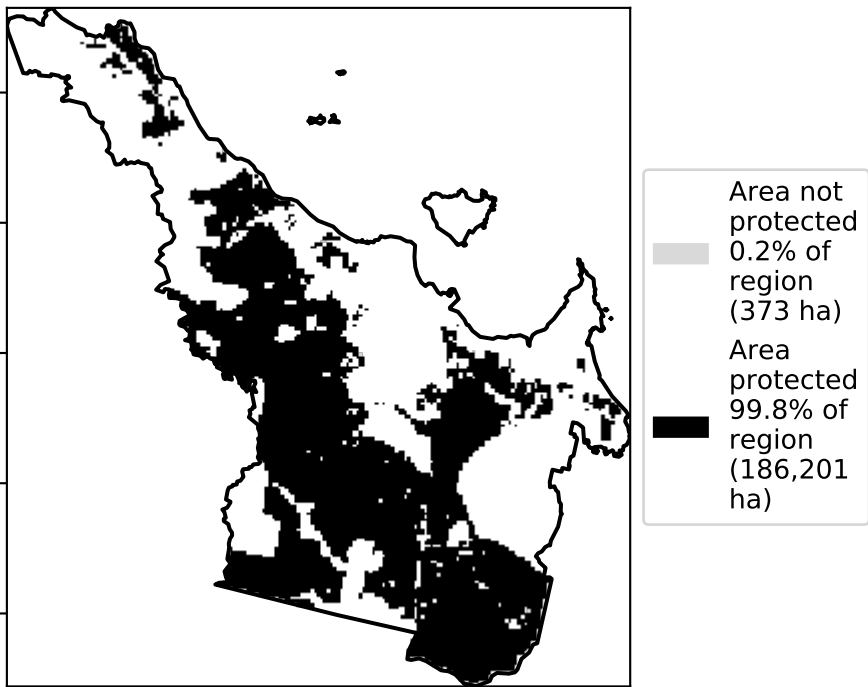 Area not
protected
0.2% of
region
(373 ha)
Area
protected
99.8% of
region
(186,201
ha)